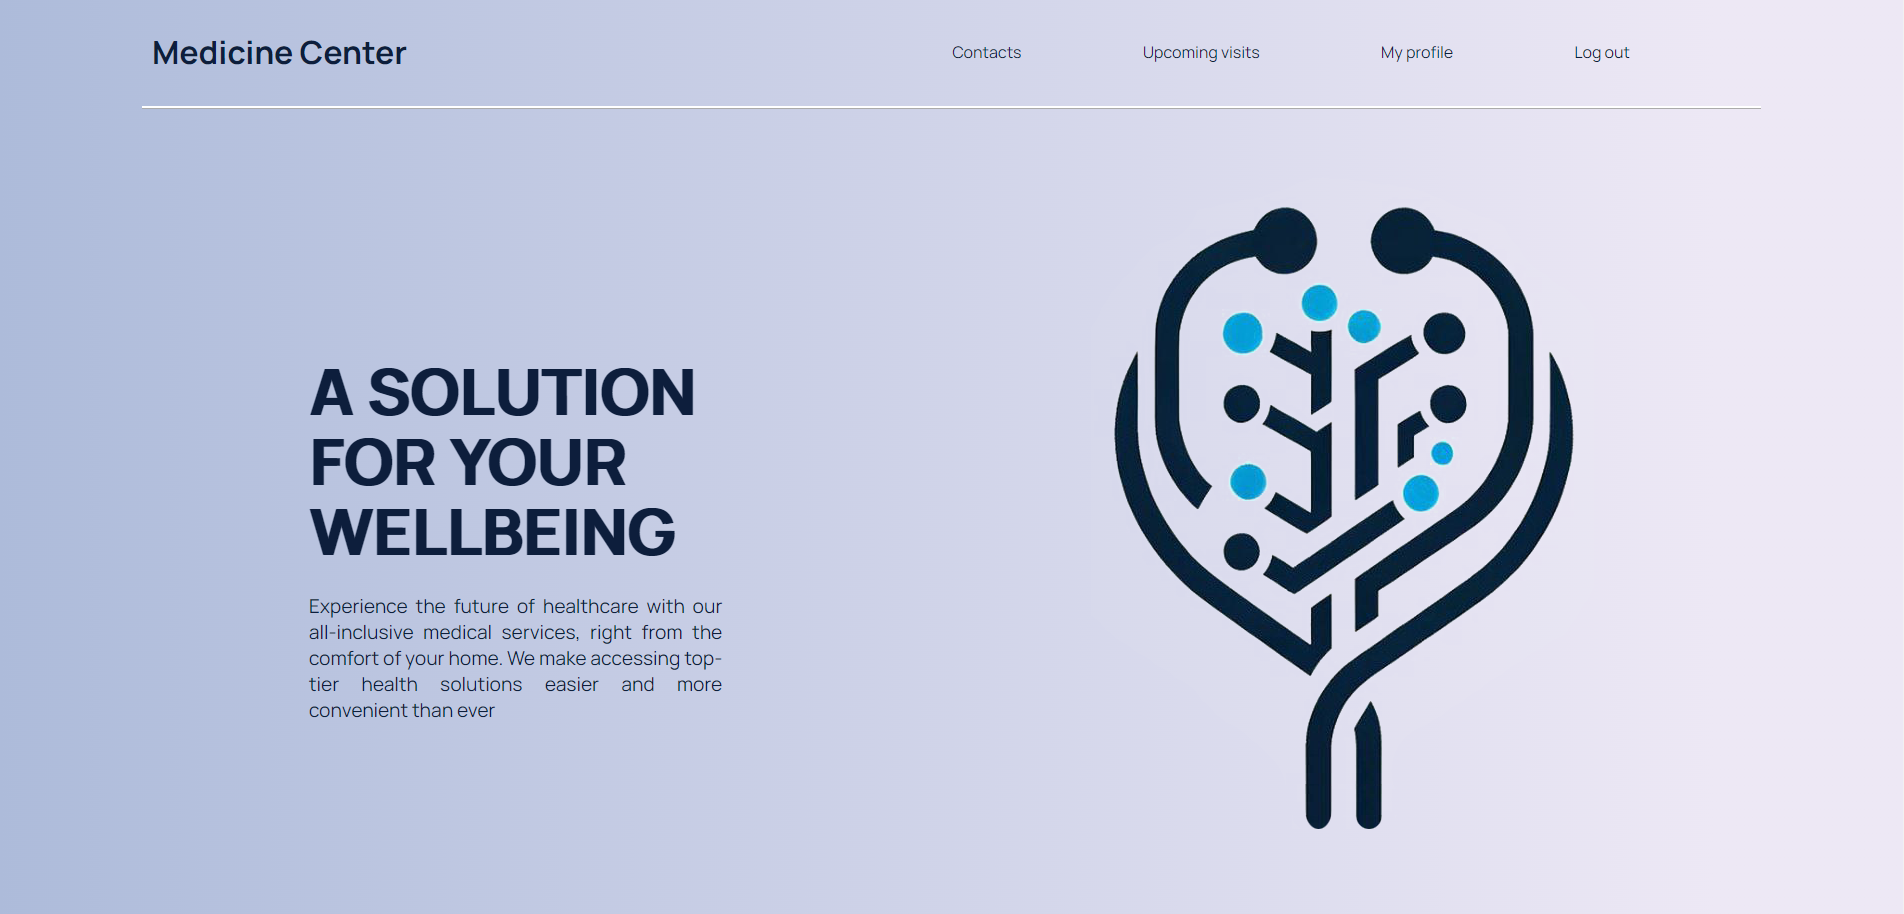 Medicine Center
Contacts
Upcoming visits
My profile
Log out
A SOLUTION
FOR YOUR
WELLBEING
Experience the future of healthcare with our
all-inclusive medical services, right from the
comfort of your home. We make accessing top-
tier health solutions easier and more
convenient than ever